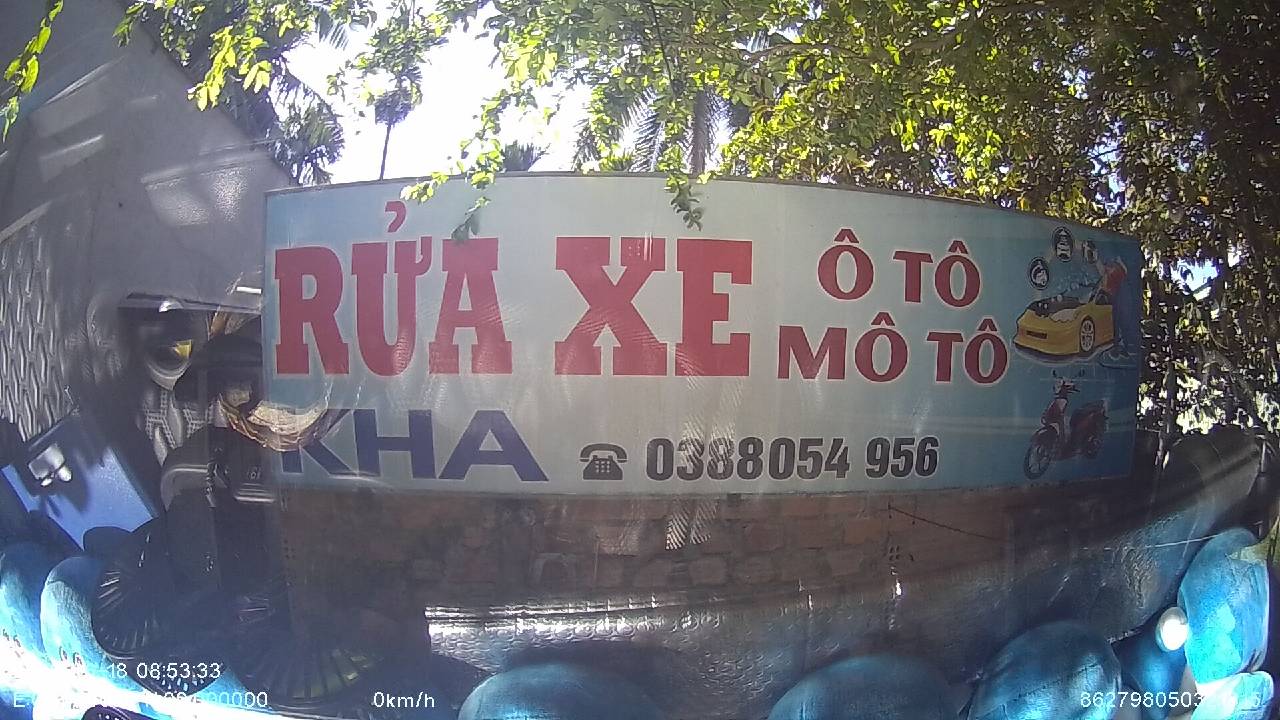 RỬA XE
Ô TÔ
MÔ TÔ
KHA
0388054 956
08:53:33
0km/h